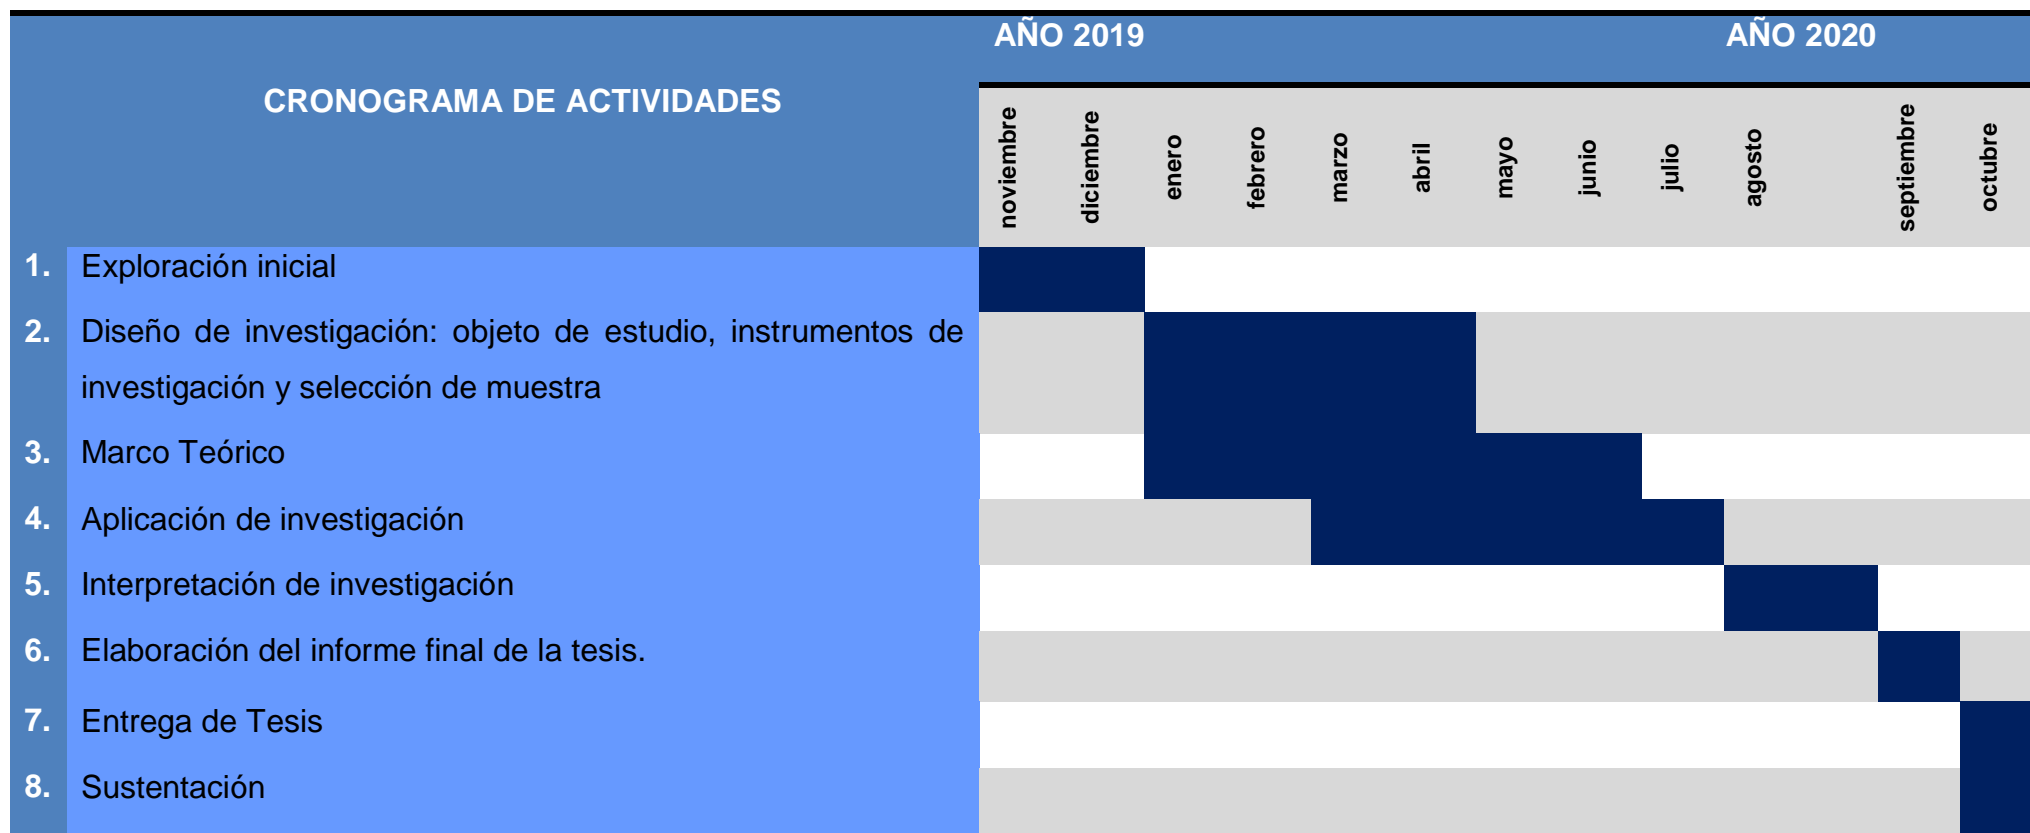 AÑO 2019
AÑO 2020
CRONOGRAMA DE ACTIVIDADES
noviembre
diciembre
enero
febrero
marzo
abril
mayo
junio
julio
agosto
septiembre
octubre
1. Exploración inicial
2. Diseño de investigación: objeto de estudio, instrumentos de
investigación y selección de muestra
3. Marco Teórico
4. Aplicación de investigación
5. Interpretación de investigación
6. Elaboración del informe final de la tesis.
7. Entrega de Tesis
8. Sustentación